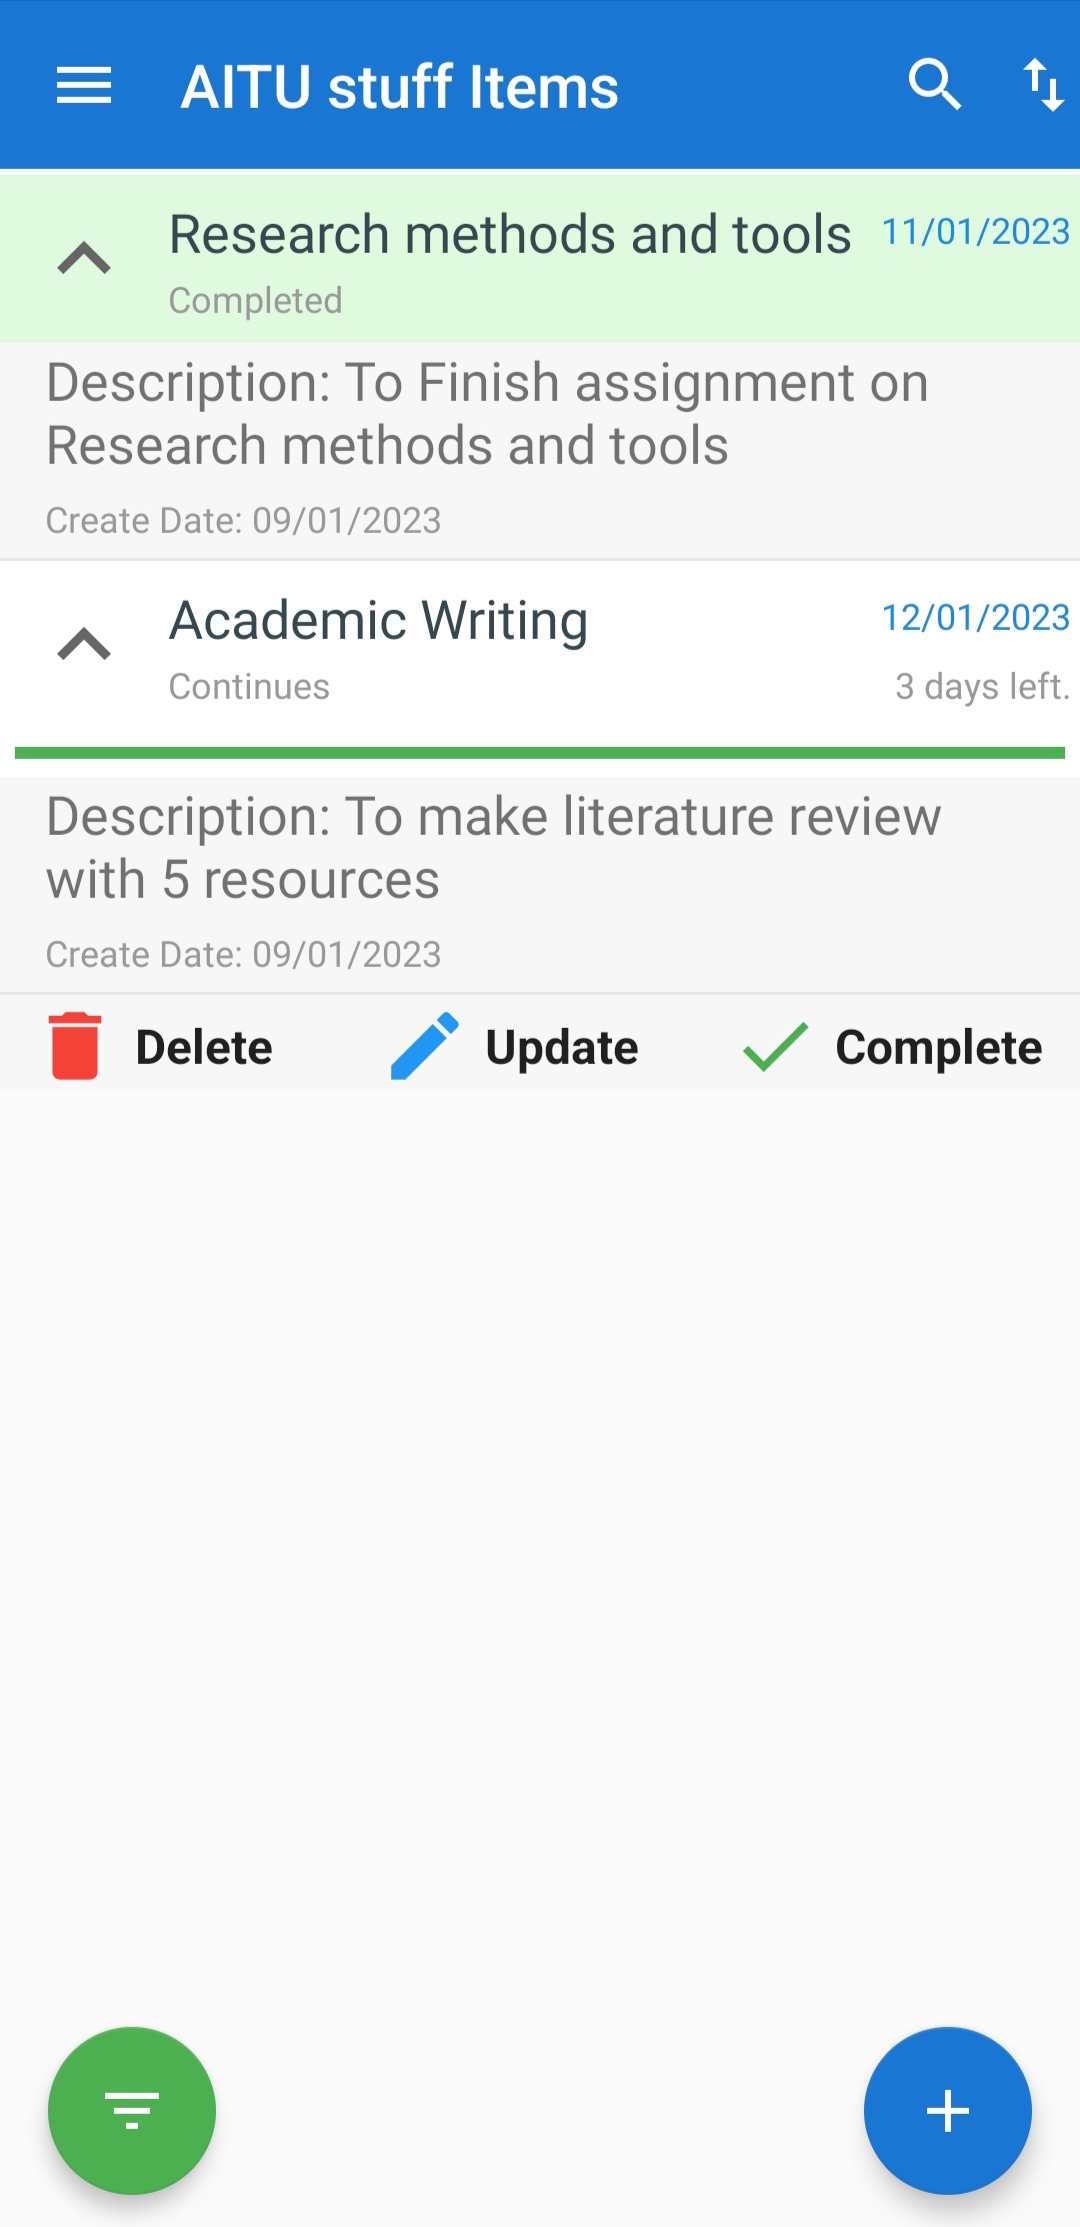 AITU stuff Items
Research methods and tools 11/01/2023
Completed
Description: To Finish assignment on
Research methods and tools
Create Date: 09/01/2023
Academic Writing 12/01/2023
Continues 3 days left.
Description: To make literature review
with 5 resources
Create Date: 09/01/2023
Delete Update Complete